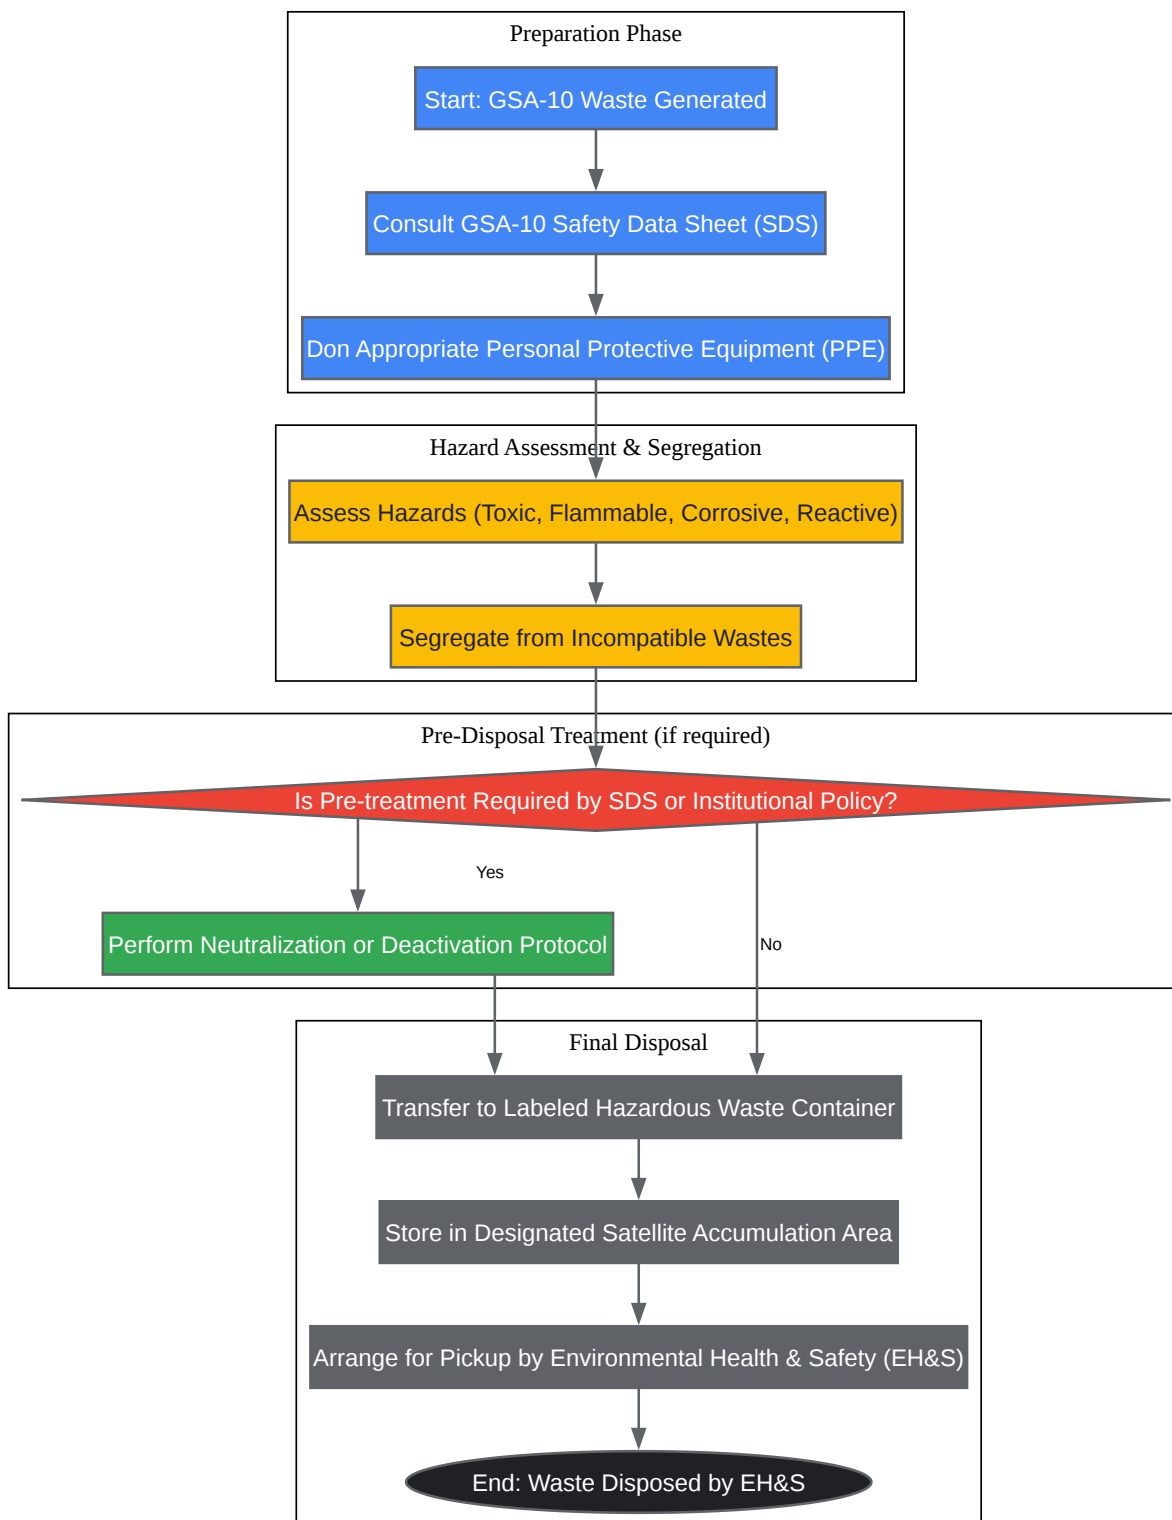 Preparation Phase
Start: GSA-10 Waste Generated
Consult GSA-10 Safety Data Sheet (SDS)
Don Appropriate Personal Protective Equipment (PPE)
Hazard Assessment & Segregation
Assess Hazards (Toxic, Flammable, Corrosive, Reactive)
Segregate from Incompatible Wastes
Pre-Disposal Treatment (if required)
Is Pre-treatment Required by SDS or Institutional Policy?
Yes
Perform Neutralization or Deactivation Protocol
No
Final Disposal
Transfer to Labeled Hazardous Waste Container
Store in Designated Satellite Accumulation Area
Arrange for Pickup by Environmental Health & Safety (EH&S)
End: Waste Disposed by EH&S